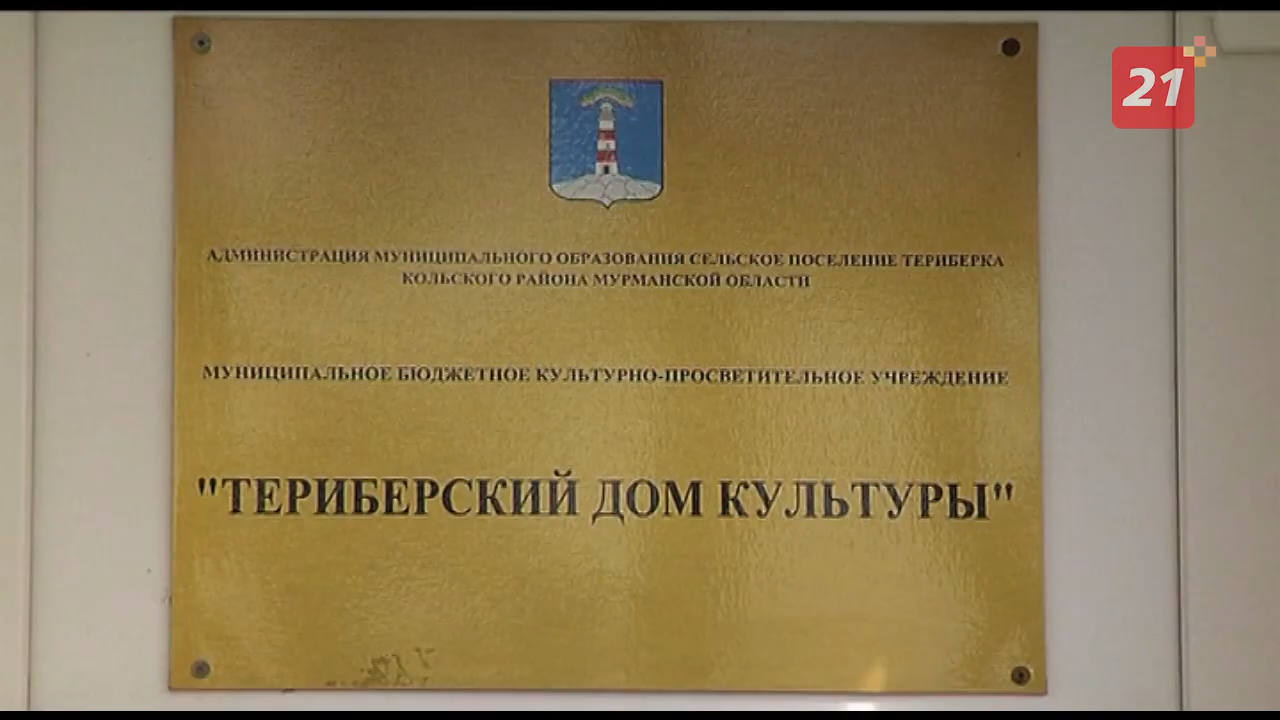 21
АДМИНИСТРАЦИЯ МУНИЦИПАЛЬНОГО ОБРАЗОВАНИЯ СЕЛЬСКОЕ ПОСЕЛЕНИЕ ТЕРИБЕРКА
КОЛЬСКОГО РАЙОНА МУРМАНСКОЙ ОБЛАСТИ
МУНИЦИПАЛЬНОЕ БЮДЖЕТНОЕ КУЛЬТУРНО-ПРОСВЕТИТЕЛЬНОЕ УЧРЕЖДЕНИЕ
"ТЕРИБЕРСКИЙ ДОМ КУЛЬТУРЫ"